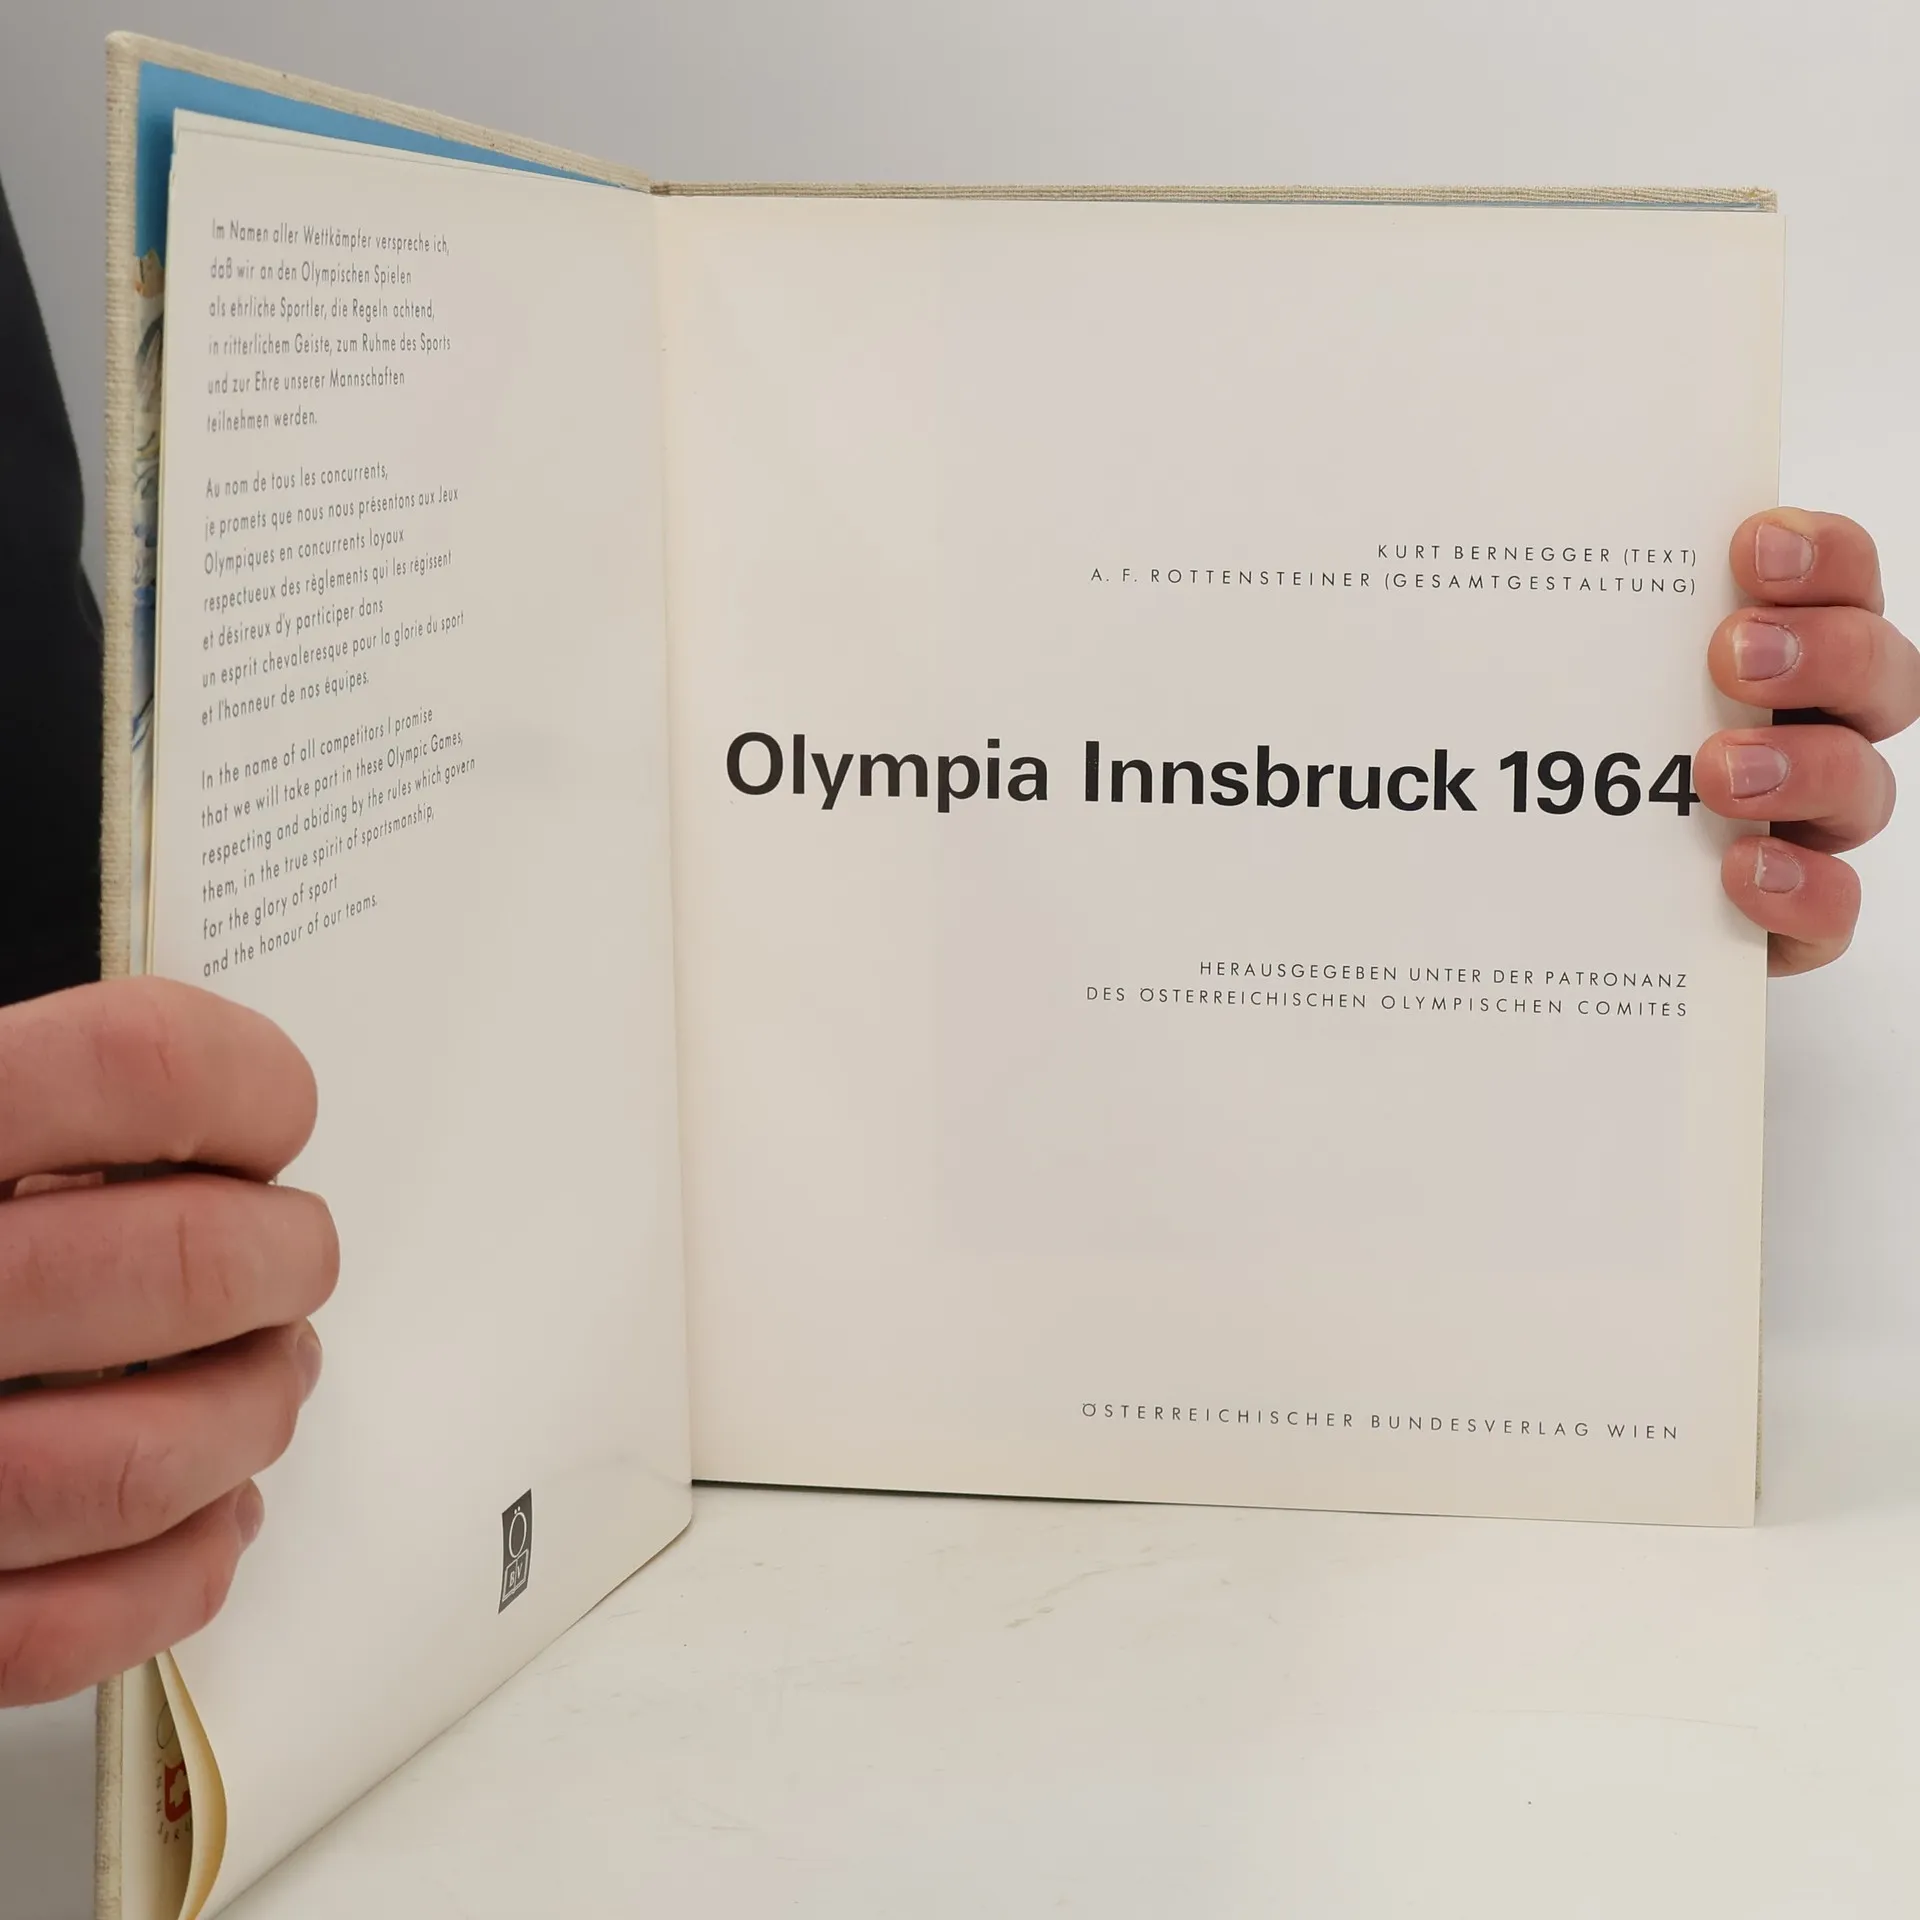 Im Namen aller Wettkämpfer verspreche ich,
daß wir an den Olympischen Spielen
als ehrliche Sportler, die Regeln achtend,
in ritterlichem Geiste, zum Ruhme des Sports
und zur Ehre unserer Mannschaften
teilnehmen werden.
Au nom de tous les concurrents,
je promets que nous nous présentons aux Jeux
Olympiques en concurrents loyaux
respectueux des règlements qui les régissent
et désireux d'y participer dans
un esprit chevaleresque pour la glorie du sport
et l'honneur de nos équipes.
In the name of all competitors I promise
that we will take part in these Olympic Games,
respecting and abiding by the rules which govern
them, in the true spirit of sportsmanship,
for the glory of sport
and the honour of our teams.
Ö
BV
KURT BERNEGGER (TEXT)
A. F. ROTTENSTEINER (GESAMTGESTALTUNG)
Olympia Innsbruck 1964
HERAUSGEGEBEN UNTER DER PATRONANZ
DES ÖSTERREICHISCHEN OLYMPISCHEN COMITÉS
ÖSTERREICHISCHER BUNDESVERLAG WIEN